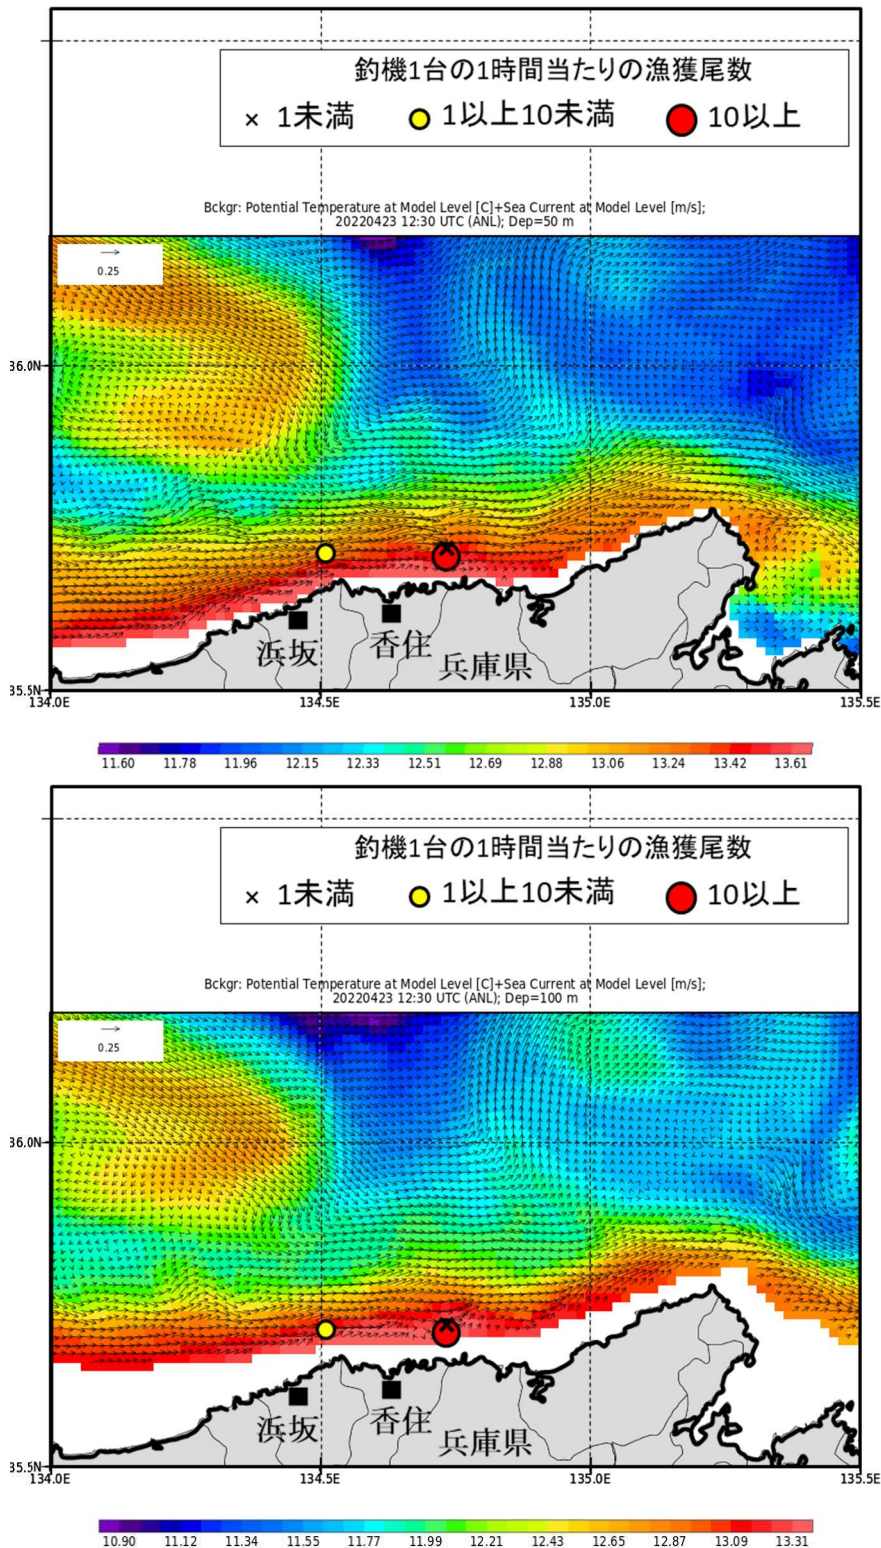 釣機1台の1時間当たりの漁獲尾数
× 1未満 1以上10未満 10以上
Bckgr: Potential Temperature at Model Level [C]+Sea Current at Model Level [m/s];
20220423 12:30 UTC (ANL); Dep=50 m
0.25
36.0N
浜坂 香住 兵庫県
35.5N
134.0E 134.5E 135.0E 135.5E
11.60 11.78 11.96 12.15 12.33 12.51 12.69 12.88 13.06 13.24 13.42 13.61
釣機1台の1時間当たりの漁獲尾数
× 1未満 1以上10未満 10以上
Bckgr: Potential Temperature at Model Level [C]+Sea Current at Model Level [m/s];
20220423 12:30 UTC (ANL); Dep=100 m
0.25
36.0N
浜坂 香住 兵庫県
35.5N
134.0E 134.5E 135.0E 135.5E
10.90 11.12 11.34 11.55 11.77 11.99 12.21 12.43 12.65 12.87 13.09 13.31